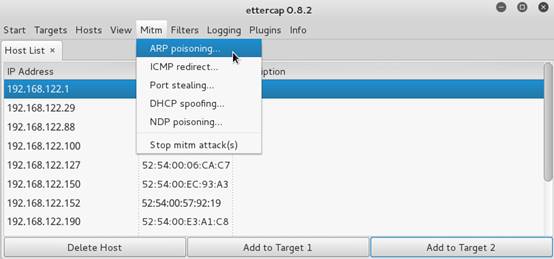 ettercap 0.8.2
Start Targets Hosts View Mitm Filters Logging Plugins Info
Host List ×
ARP poisoning...
IP Address
ription
ICMP redirect...
192.168.122.1
Port stealing...
192.168.122.29
DHCP spoofing...
192.168.122.88
NDP poisoning...
192.168.122.100
Stop mitm attack(s)
192.168.122.127 52:54:00:06:CA:C7
192.168.122.150 52:54:00:EC:93:A3
192.168.122.152 52:54:00:57:92:19
192.168.122.190 52:54:00:E3:A1:C8
Delete Host Add to Target 1 Add to Target 2